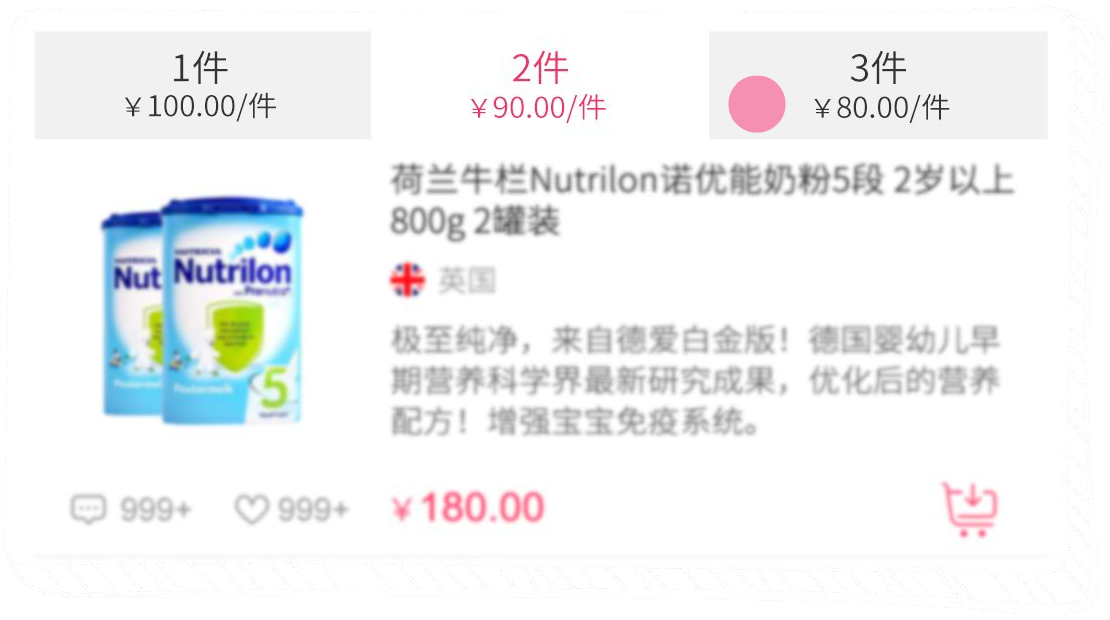 1件
¥100.00/件
2件
¥90.00/件
3件
¥80.00/件
荷兰牛栏Nutrilon诺优能奶粉5段 2岁以上
800g 2罐装
Nut
Nutrilon
5
英国
极至纯净，来自德爱白金版！德国婴幼儿早
期营养科学界最新研究成果，优化后的营养
配方！增强宝宝免疫系统。
999+
999+
¥180.00